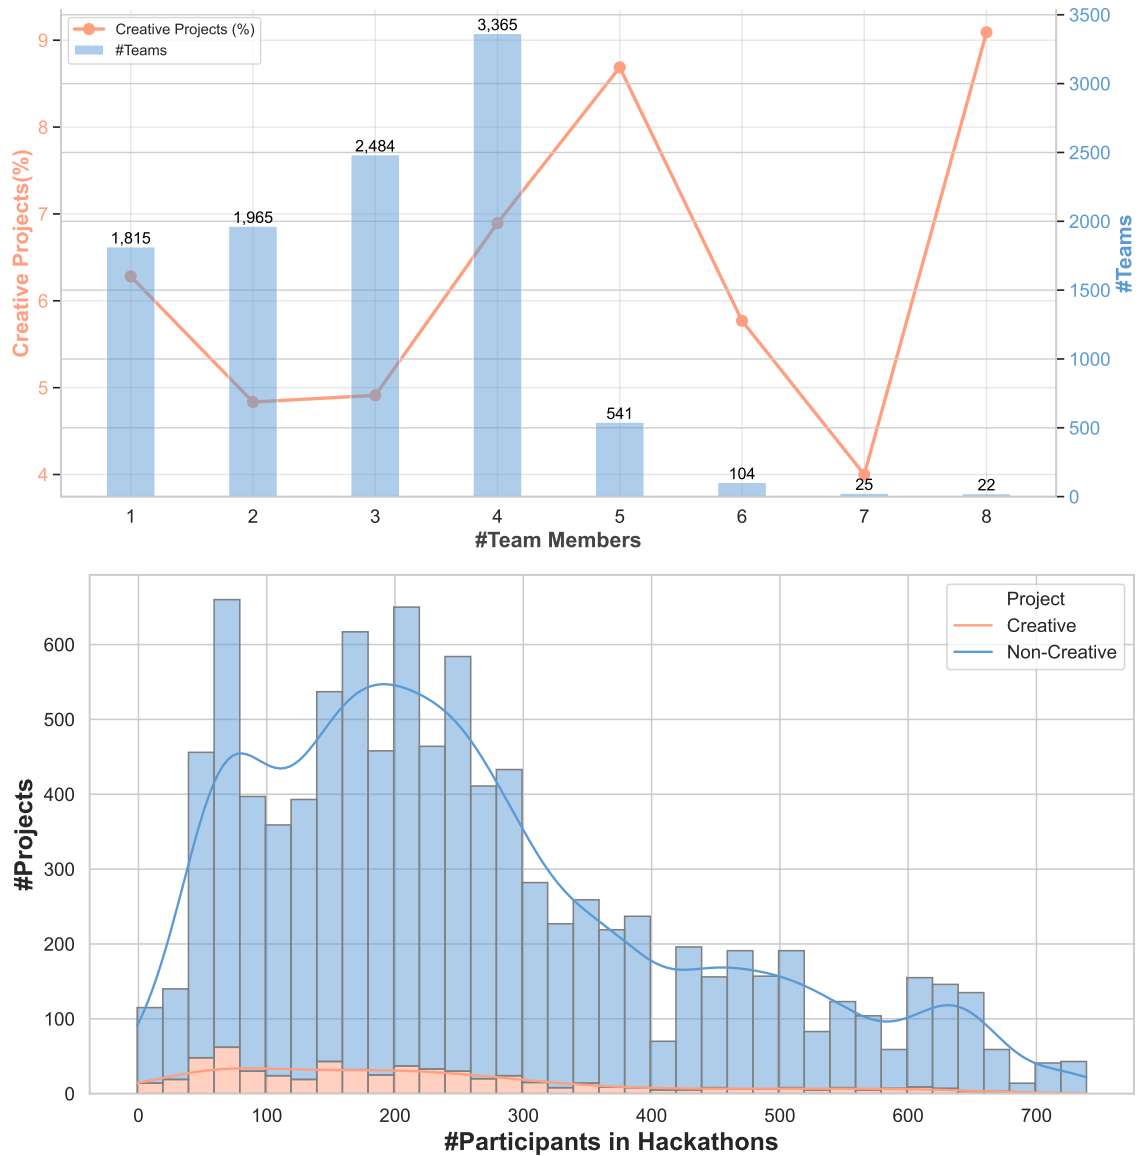 Creative Projects (%)
#Teams
9
8
7
6
5
4
Creative Projects(%)
3500
3000
2500
2000
1500
1000
500
0
#Teams
1,815
1,965
2,484
3,365
541
104
25
22
1 2 3 4 5 6 7 8
#Team Members
Project
Creative
Non-Creative
600
500
400
300
200
100
0
#Projects
0 100 200 300 400 500 600 700
#Participants in Hackathons